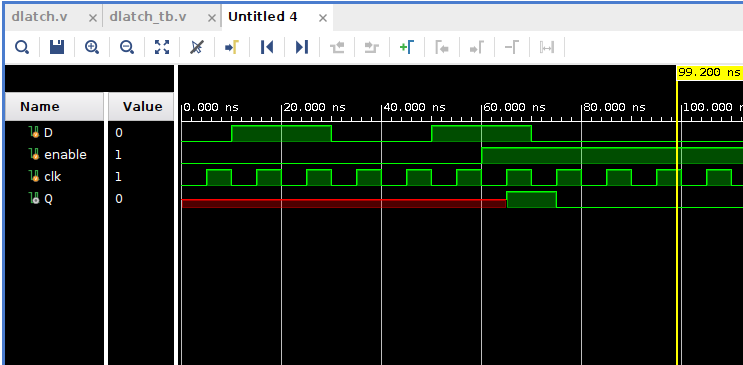 dlatch.v × dlatch_tb.v × Untitled 4 ×
99.200 ns
Name Value
0.000 ns 20.000 ns 40.000 ns 60.000 ns 80.000 ns 100.000
D 0
enable 1
clk 1
Q 0